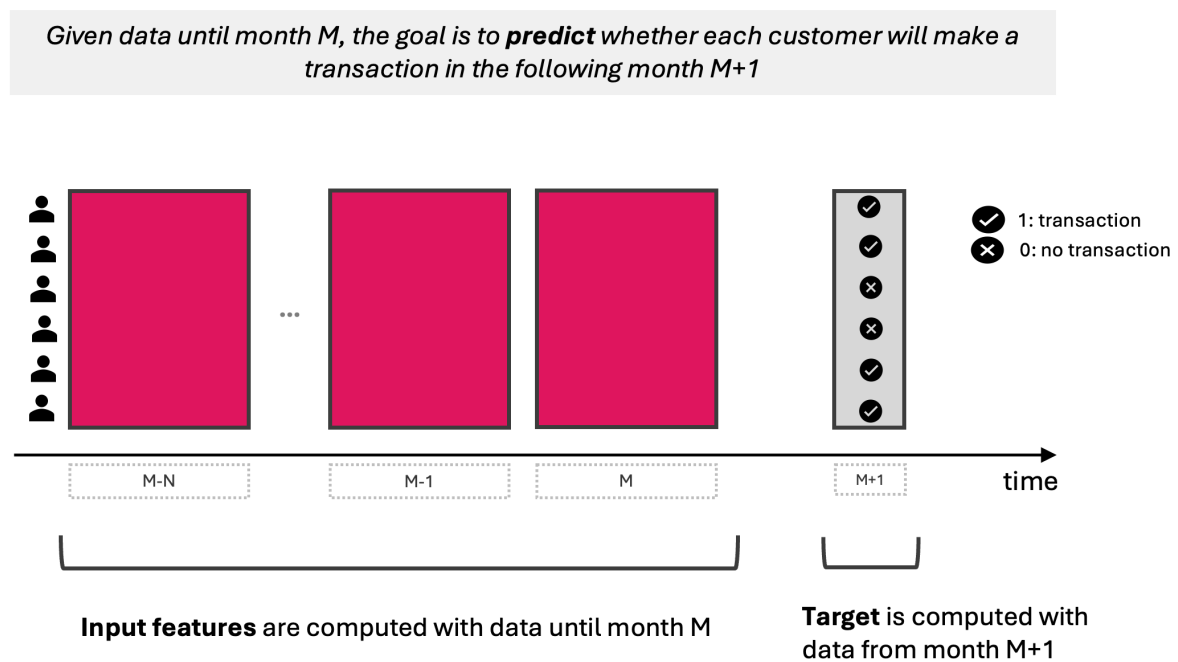 Given data until month M, the goal is to predict whether each customer will make a
transaction in the following month M+1
1: transaction
0: no transaction
...
M-N
M-1
M
M+1
time
Input features are computed with data until month M
Target is computed with
data from month M+1